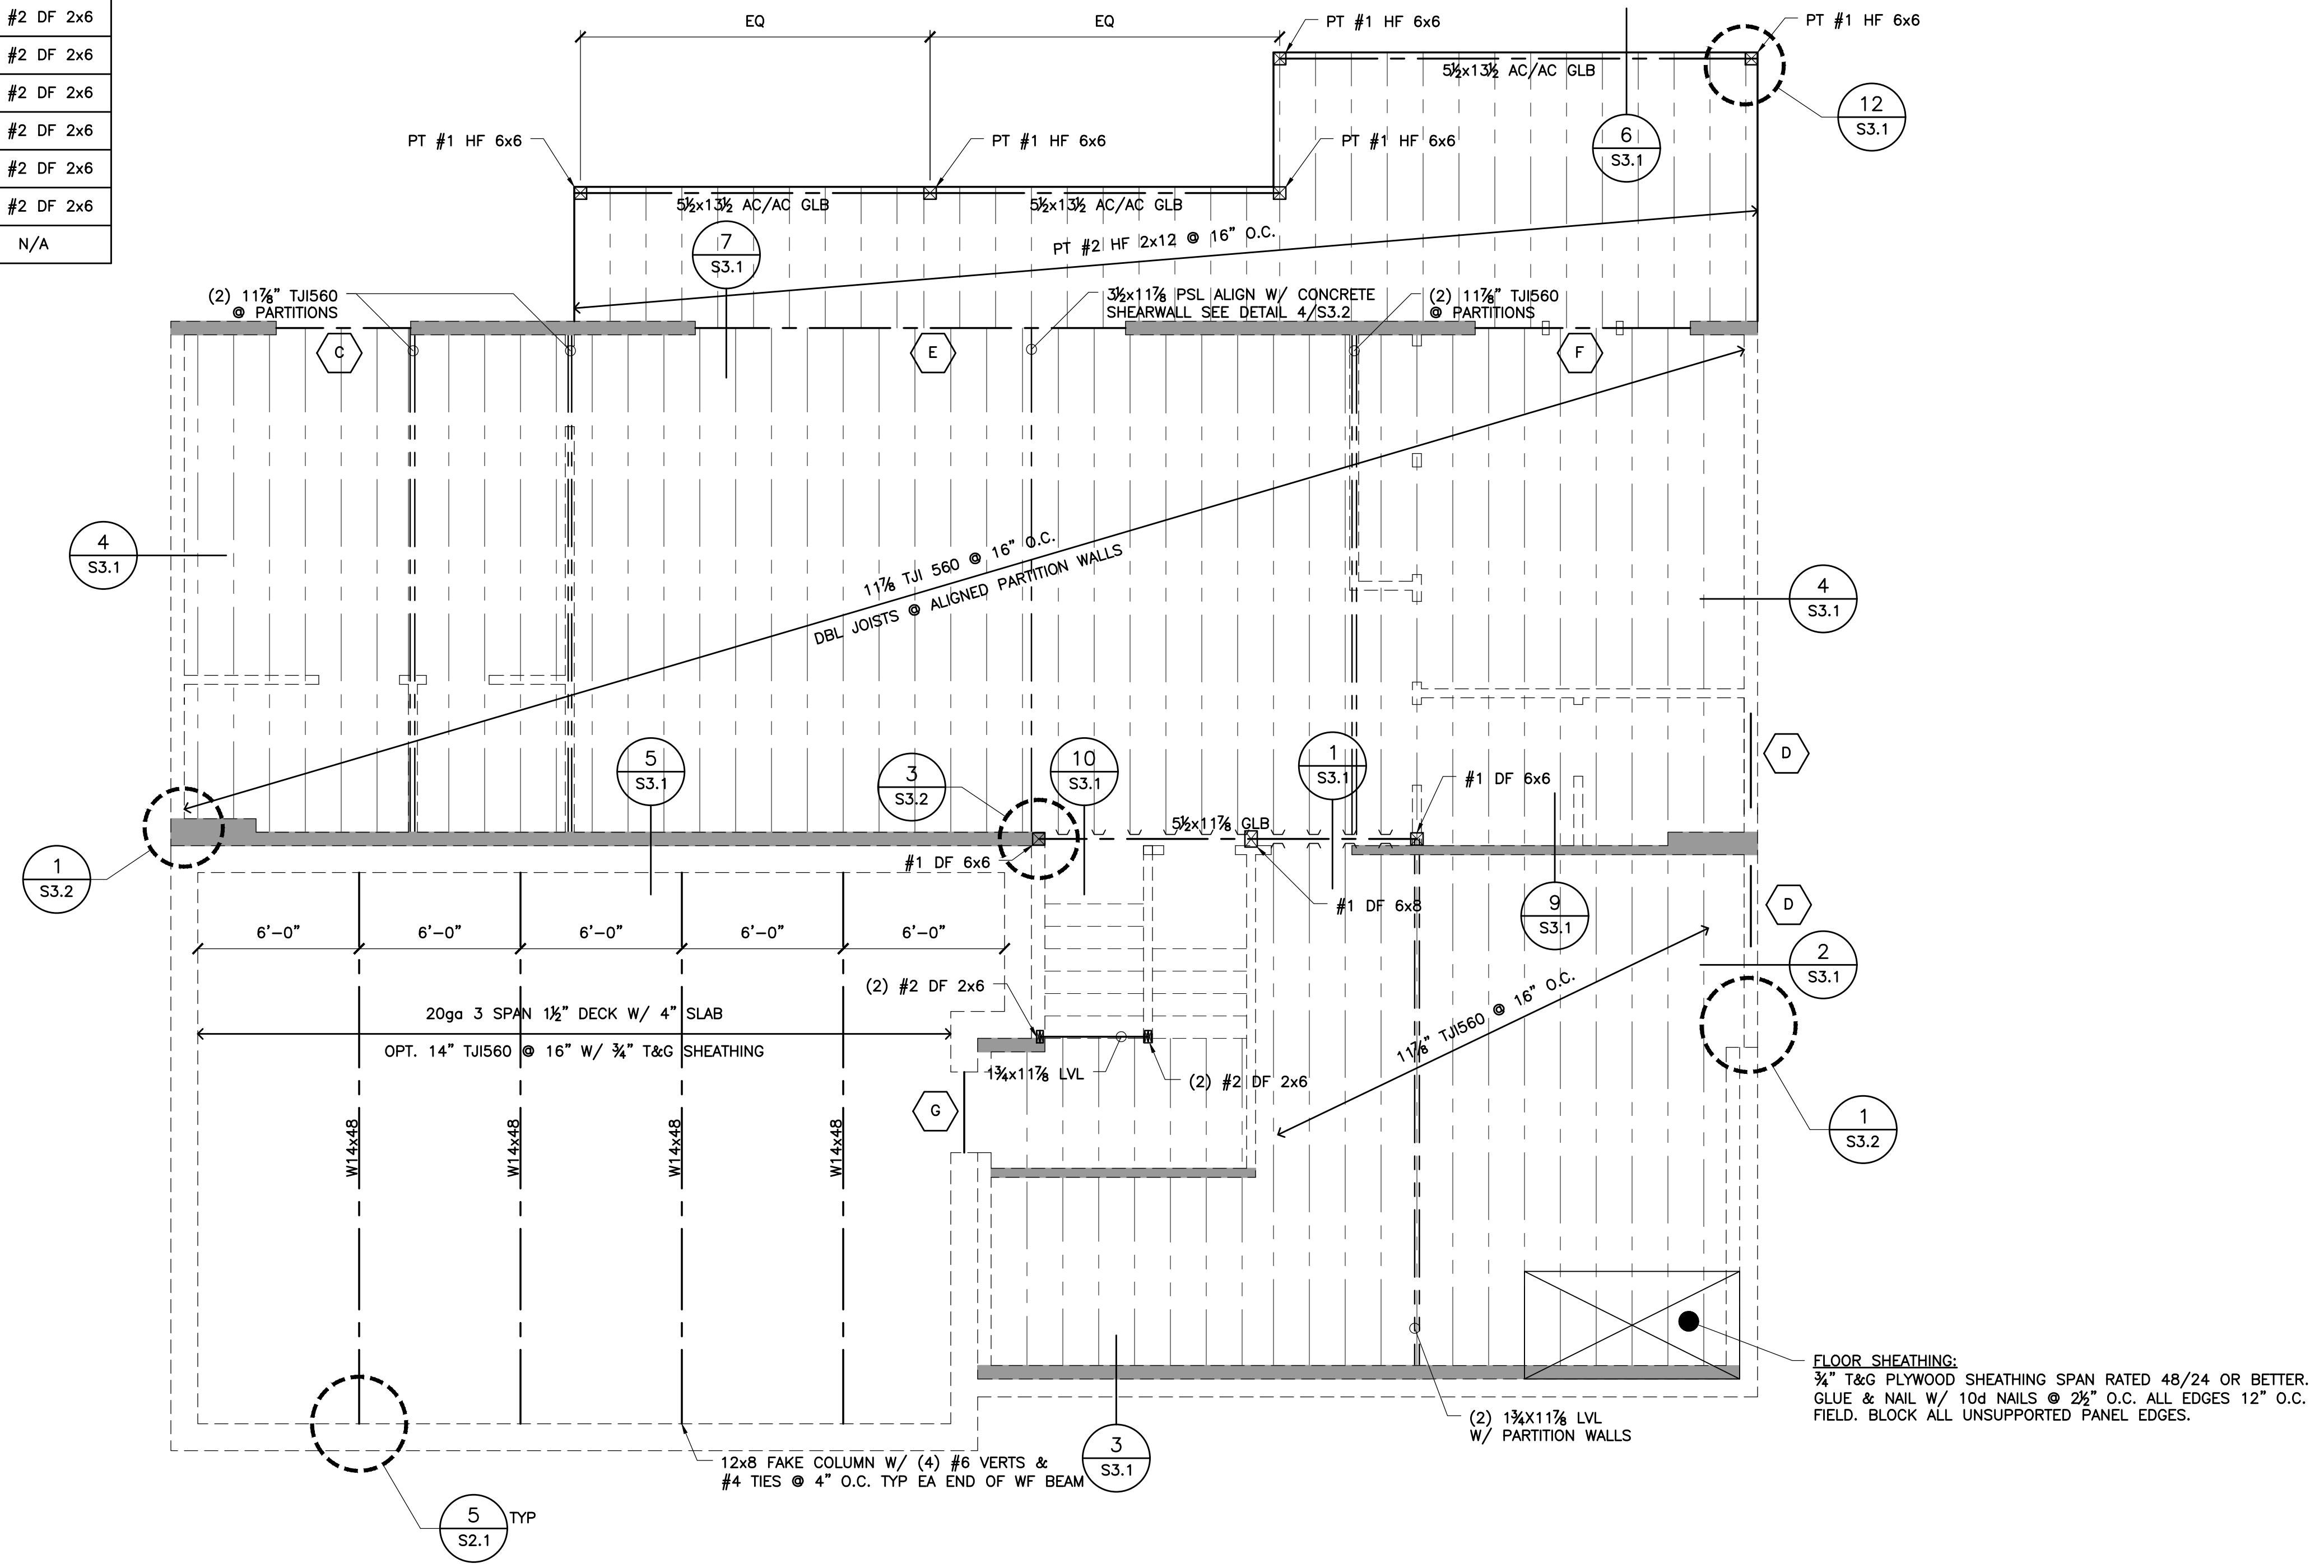 #2 DF 2x6
#2 DF 2x6
#2 DF 2x6
#2 DF 2x6
#2 DF 2x6
#2 DF 2x6
N/A
EQ
EQ
PT #1 HF 6x6
PT #1 HF 6x6
5½x13½ AC/AC GLB
12
S3.1
6
S3.1
PT #1 HF 6x6
PT #1 HF 6x6
PT #1 HF 6x6
5½x13½ AC/AC GLB
5½x13½ AC/AC GLB
7
S3.1
PT #2 HF 2x12 @ 16" O.C.
(2) 11⅞" TJI560
@ PARTITIONS
3½x11⅞ PSL ALIGN W/ CONCRETE
SHEARWALL SEE DETAIL 4/S3.2
(2) 11⅞" TJI560
@ PARTITIONS
C
E
F
4
S3.1
11⅞ TJI 560 @ 16" O.C.
DBL JOISTS @ ALIGNED PARTITION WALLS
4
S3.1
5
S3.1
3
S3.2
10
S3.1
1
S3.1
#1 DF 6x6
D
5½x11⅞ GLB
1
S3.2
#1 DF 6x6
#1 DF 6x8
9
S3.1
D
2
S3.1
6'-0"
6'-0"
6'-0"
6'-0"
6'-0"
(2) #2 DF 2x6
20ga 3 SPAN 1½" DECK W/ 4" SLAB
OPT. 14" TJI560 @ 16" W/ ¾" T&G SHEATHING
1¾x11⅞ LVL
(2) #2 DF 2x6
11⅞" TJI560 @ 16" O.C.
G
W14x48
W14x48
W14x48
W14x48
1
S3.2
FLOOR SHEATHING:
¾" T&G PLYWOOD SHEATHING SPAN RATED 48/24 OR BETTER.
GLUE & NAIL W/ 10d NAILS @ 2½" O.C. ALL EDGES 12" O.C.
FIELD. BLOCK ALL UNSUPPORTED PANEL EDGES.
(2) 1¾X11⅞ LVL
W/ PARTITION WALLS
3
S3.1
12x8 FAKE COLUMN W/ (4) #6 VERTS &
#4 TIES @ 4" O.C. TYP EA END OF WF BEAM
5
S2.1
TYP